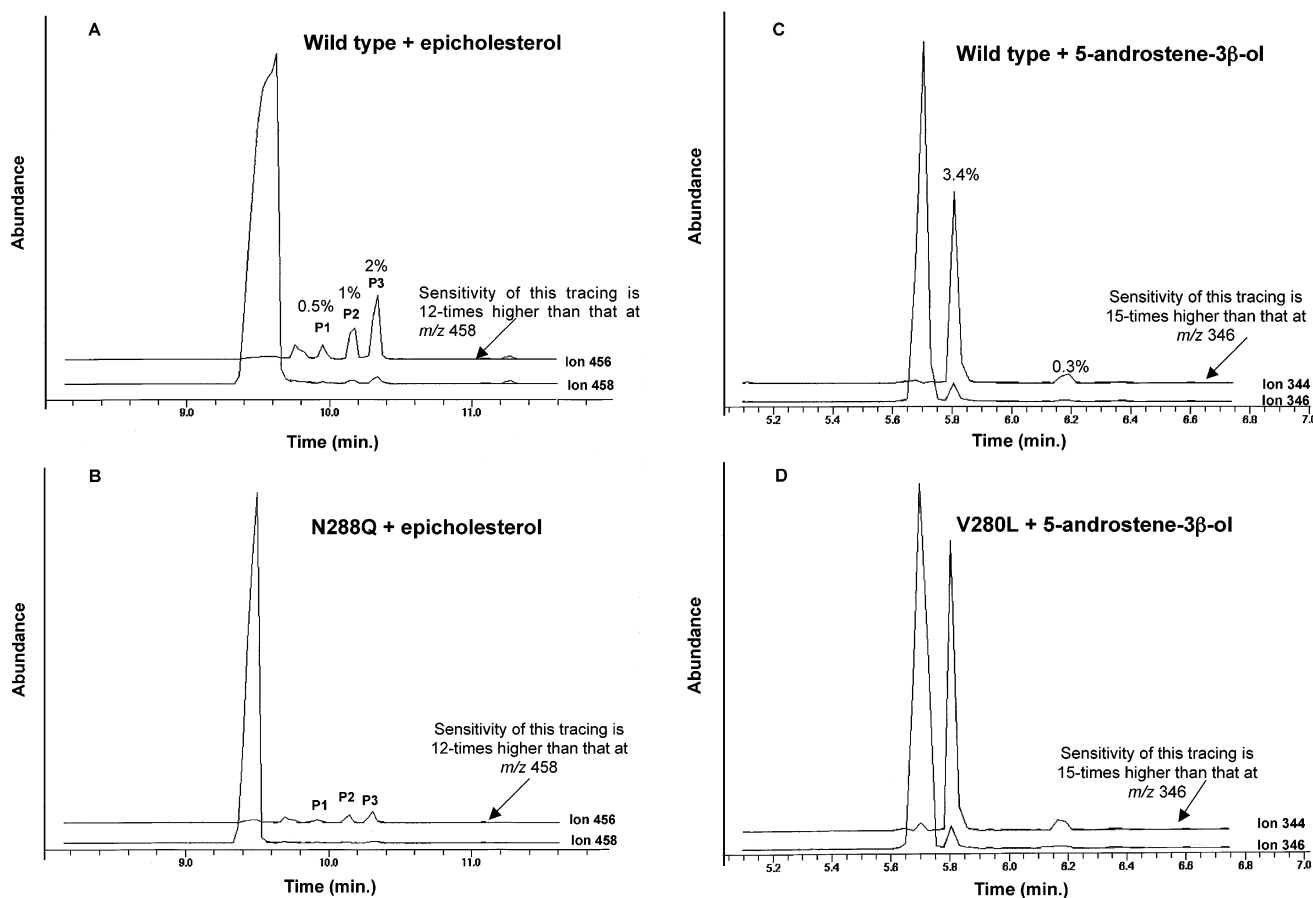 A
Wild type + epicholesterol
Abundance
0.5%
P1
1%
P2
2%
P3
Sensitivity of this tracing is
12-times higher than that at
m/z 458
Ion 456
Ion 458
9.0 10.0 11.0
Time (min.)
B
N288Q + epicholesterol
Abundance
P1 P2 P3
Sensitivity of this tracing is
12-times higher than that at
m/z 458
Ion 456
Ion 458
9.0 10.0 11.0
Time (min.)
C
Wild type + 5-androstene-3β-ol
Abundance
3.4%
0.3%
Sensitivity of this tracing is
15-times higher than that at
m/z 346
Ion 344
Ion 346
5.2 5.4 5.6 5.8 6.0 6.2 6.4 6.6 6.8 7.0
Time (min.)
D
V280L + 5-androstene-3β-ol
Abundance
Sensitivity of this tracing is
15-times higher than that at
m/z 346
Ion 344
Ion 346
5.2 5.4 5.6 5.8 6.0 6.2 6.4 6.6 6.8 7.0
Time (min.)